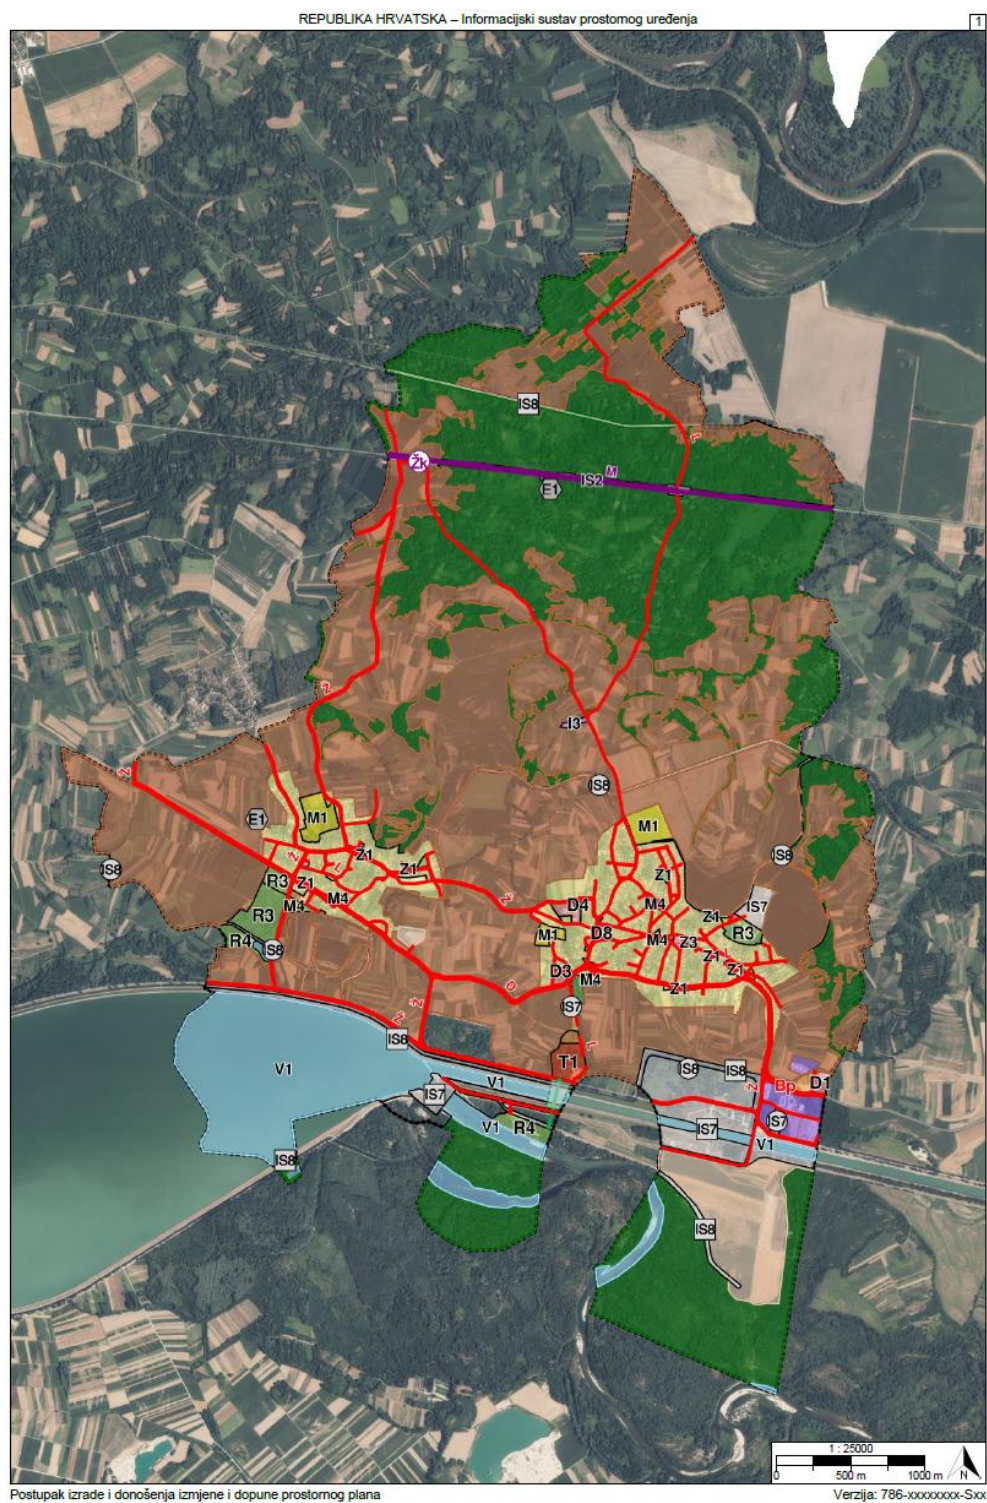 REPUBLIKA HRVATSKA – Informacijski sustav prostornog uređenja
1
IS8
L
Žk
M
IS2
E1
Ž
I3
Ž
IS8
E1
M1
M1
Ž
Z1
Z1
IS8
IS8
L
R3
Z1
Z1
M4
M4
Ž
D4
M4
IS7
R3
Z1
R3
R4
IS8
M1
D8
M4
Z3
Z1
D3
M4
Z1
Z1
D
Ž
IS7
Ž
IS8
L
V1
T1
IS8
IS8
V1
Ž
Bp
D1
IS7
V1
R4
IS7
IS7
V1
IS8
IS8
1 : 25000
0 500 m 1000 m N
Postupak izrade i donošenja izmjene i dopune prostornog plana
Verzija: 786-xxxxxxxx-Sxx